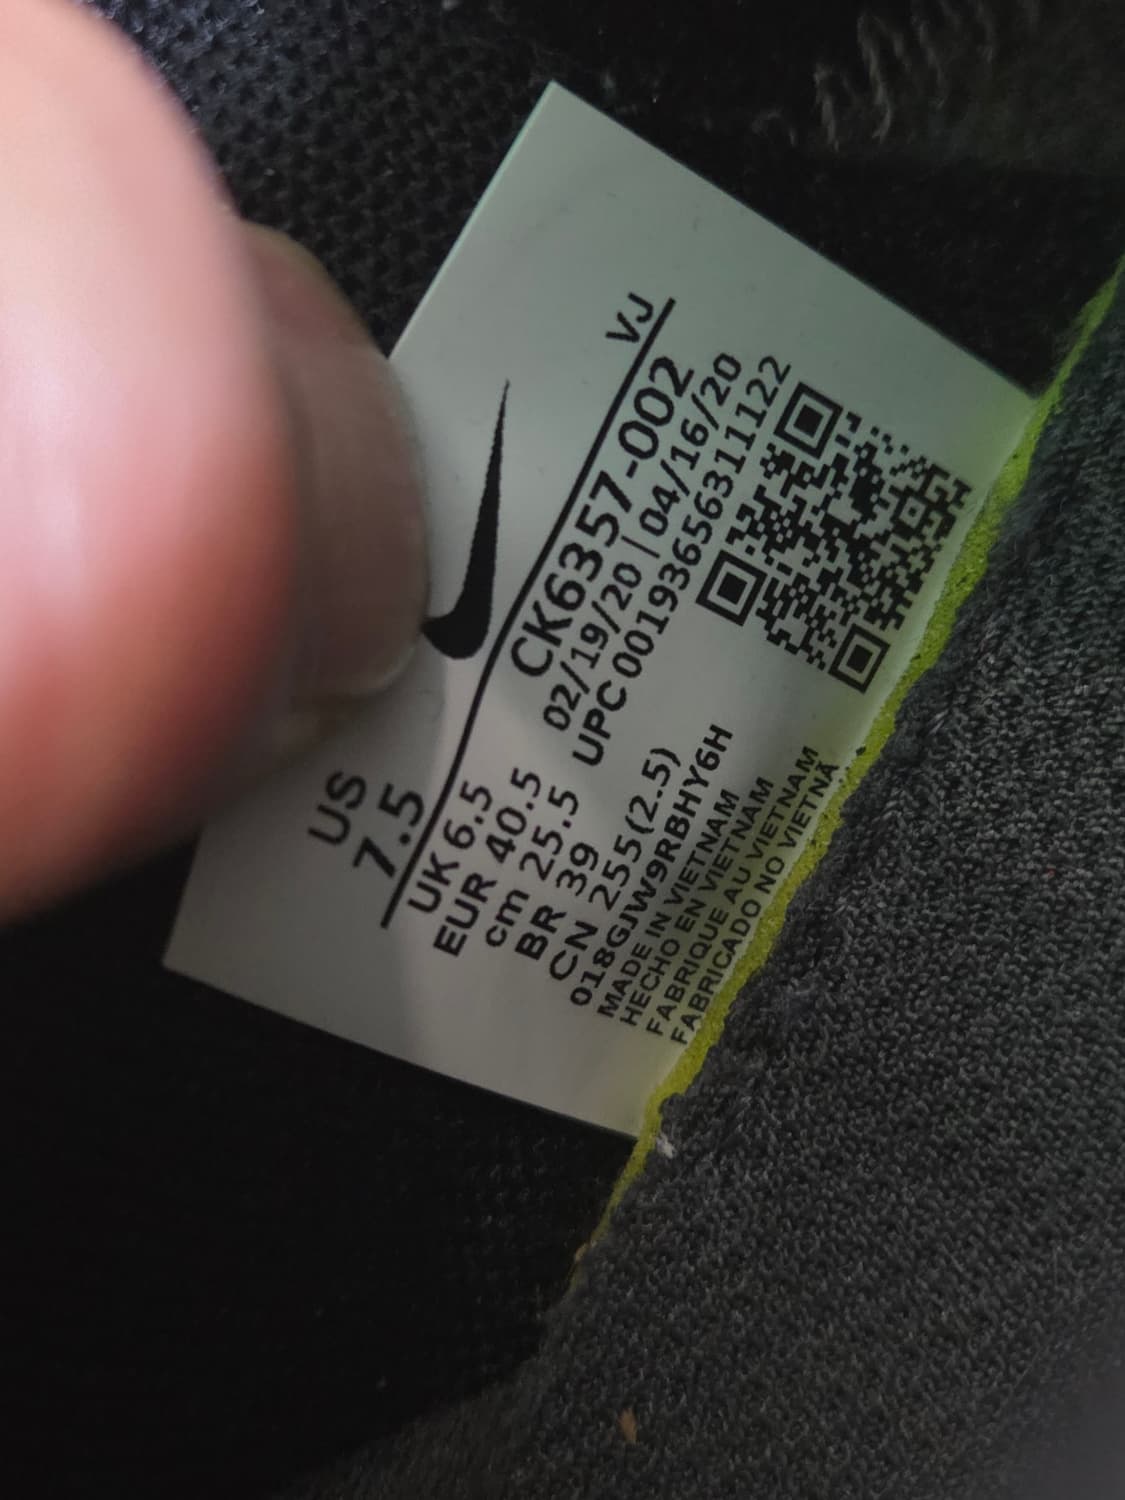 VJ
US
7.5
UK 6.5
EUR 40.5
cm 25.5
BR 39
CN 255(2.5)
CK6357-002
02/19/20 | 04/16/20
UPC 00193656311122
018GJW9RBHY6H
MADE IN VIETNAM
HECHO EN VIETNAM
FABRIQUE AU VIETNAM
FABRICADO NO VIETNÃ